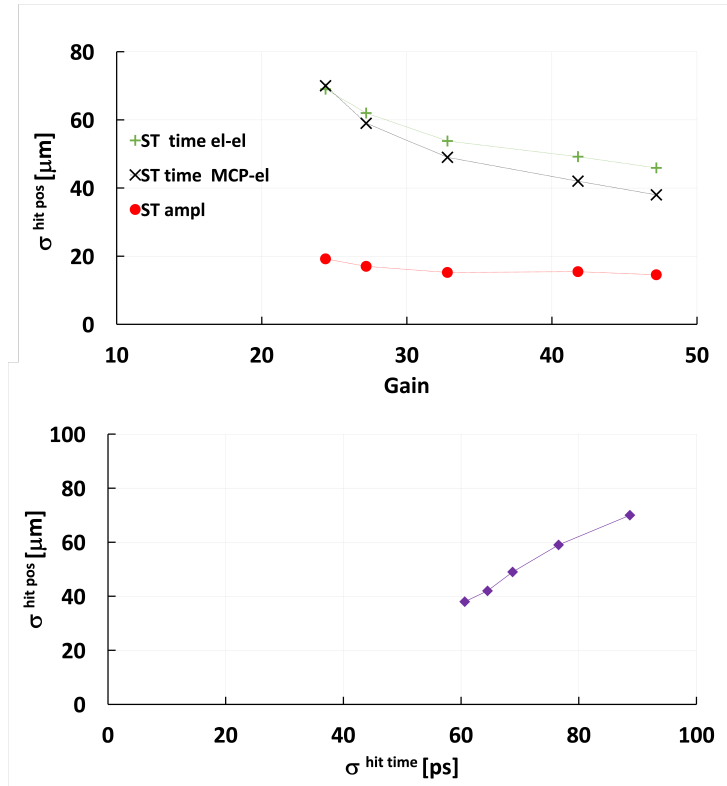 80
60
40
20
0
σ hit pos [μm]
ST time el-el
ST time MCP-el
ST ampl
10 20 30 40 50
Gain
100
80
60
40
20
0
σ hit pos [μm]
0 20 40 60 80 100
σ hit time [ps]